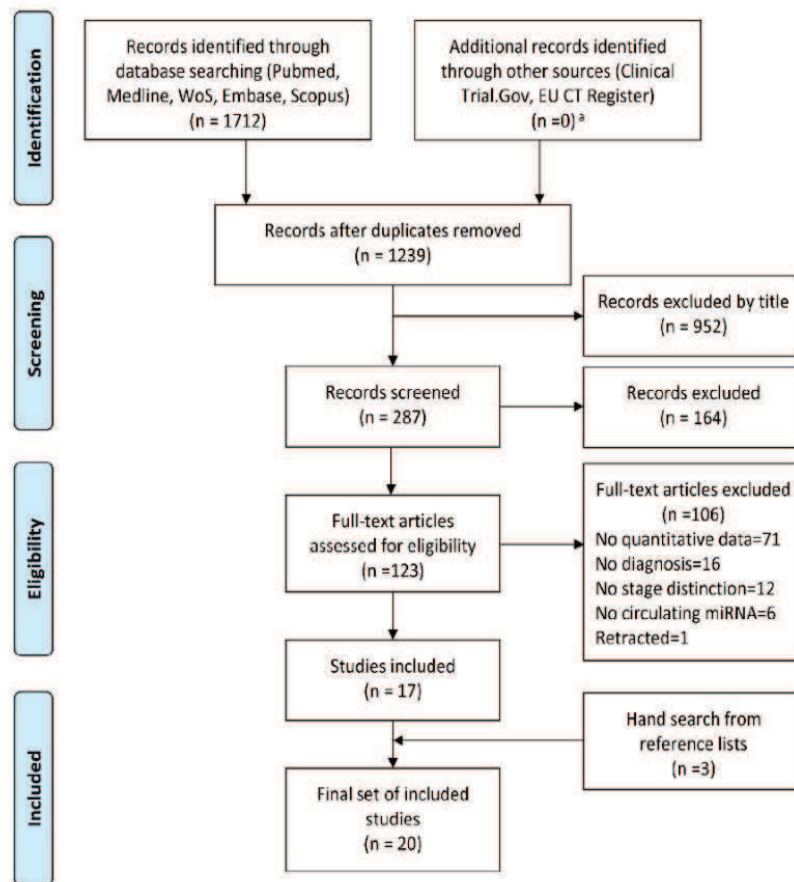 Identification
Records identified through
database searching (Pubmed,
Medline, WoS, Embase, Scopus)
(n = 1712)
Additional records identified
through other sources (Clinical
Trial.Gov, EU CT Register)
(n =0) a
Records after duplicates removed
(n = 1239)
Screening
Records excluded by title
(n = 952)
Records screened
(n = 287)
Records excluded
(n = 164)
Eligibility
Full-text articles
assessed for eligibility
(n =123)
Full-text articles excluded
(n =106)
No quantitative data=71
No diagnosis=16
No stage distinction=12
No circulating miRNA=6
Retracted=1
Studies included
(n = 17)
Included
Hand search from
reference lists
(n =3)
Final set of included
studies
(n = 20)